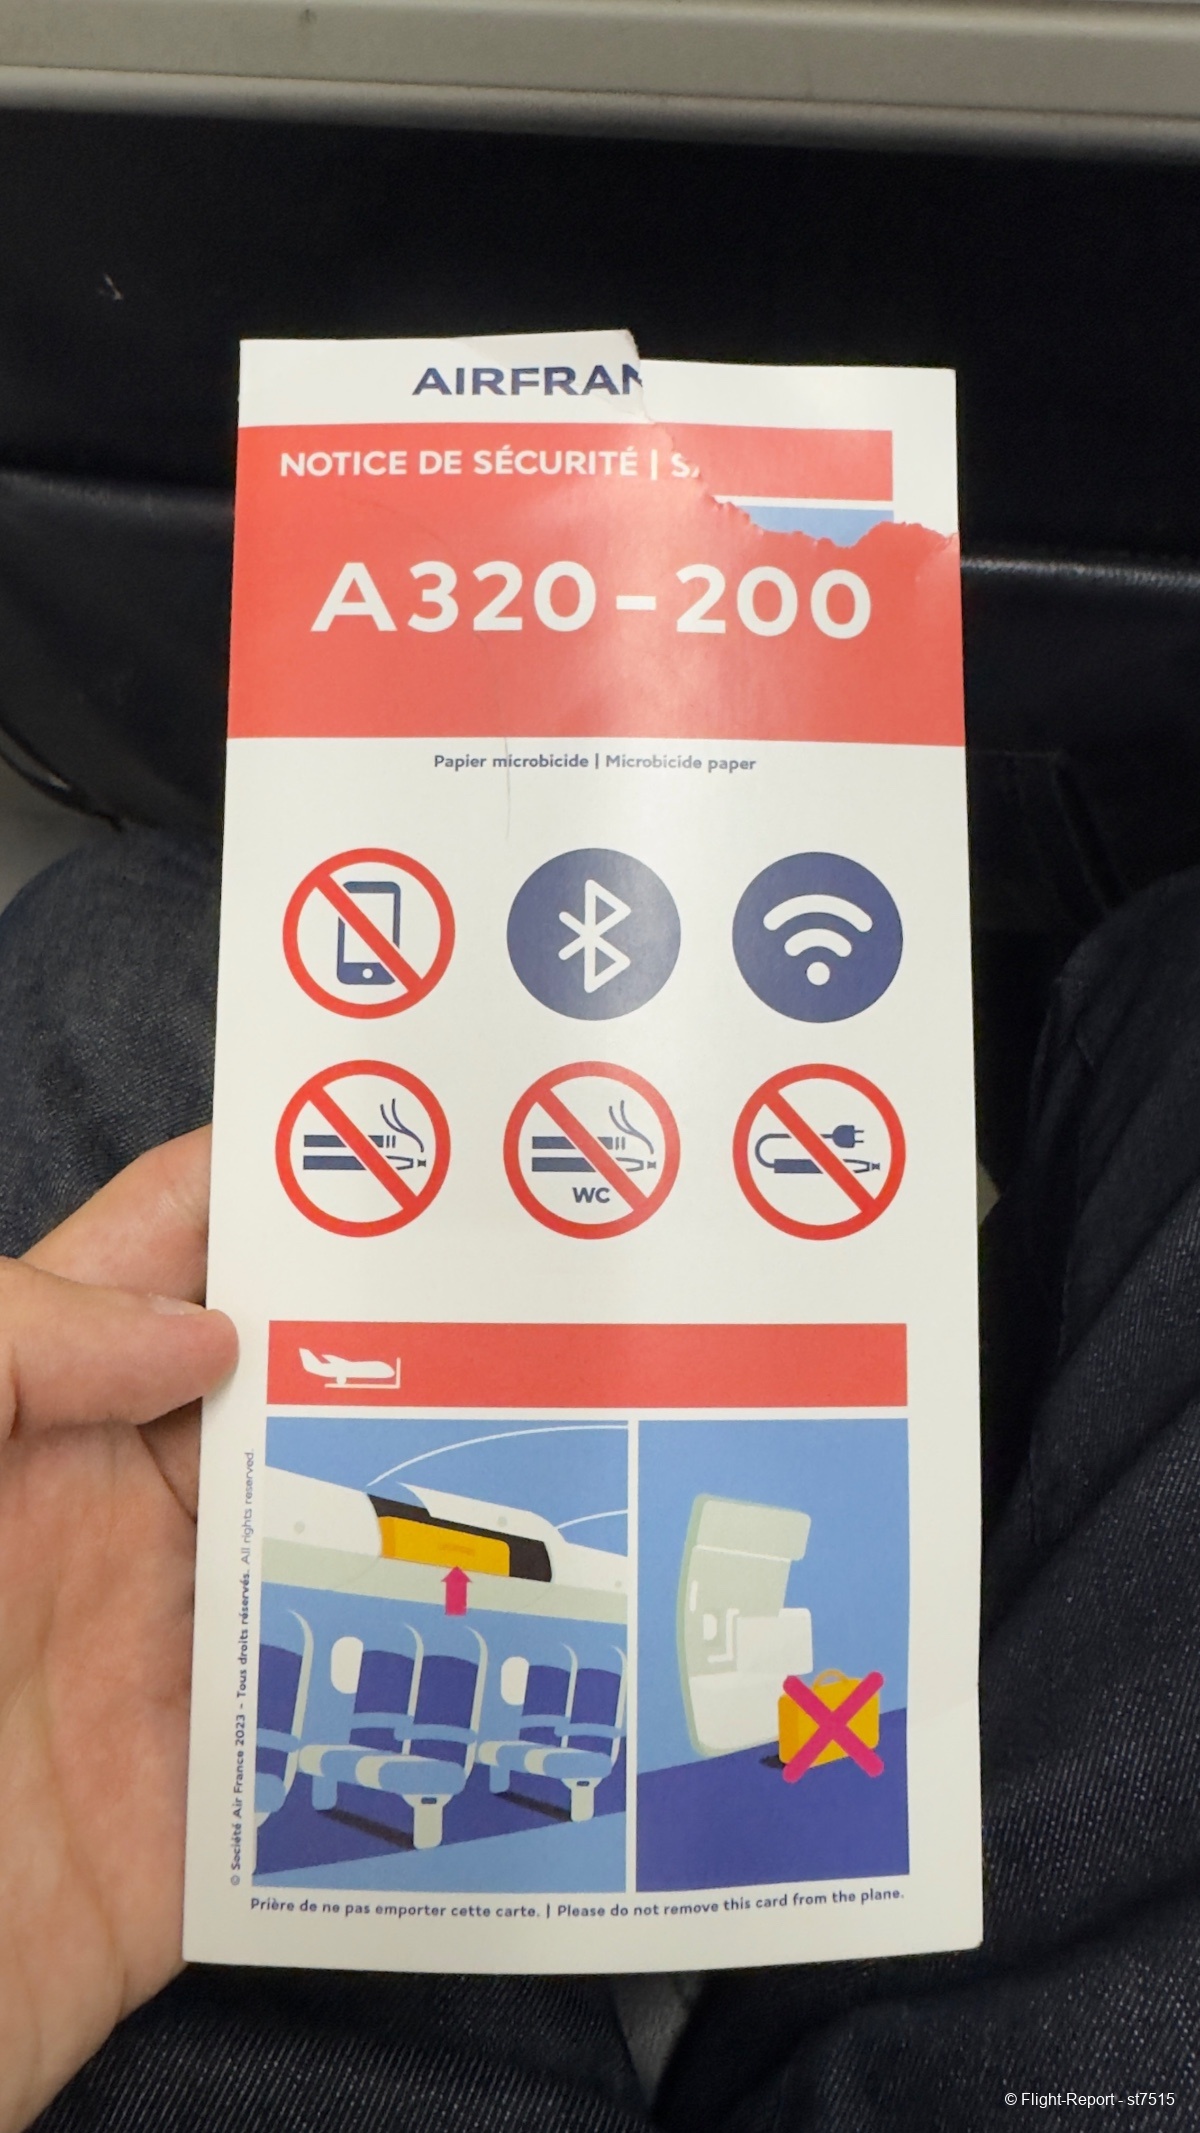 AIRFRAN
NOTICE DE SÉCURITÉ |
A320-200
Papier microbicide | Microbicide paper
WC
© Société Air France 2023 - Tous droits réservés. All rights reserved.
Prière de ne pas emporter cette carte. | Please do not remove this card from the plane.
© Flight-Report - st7515